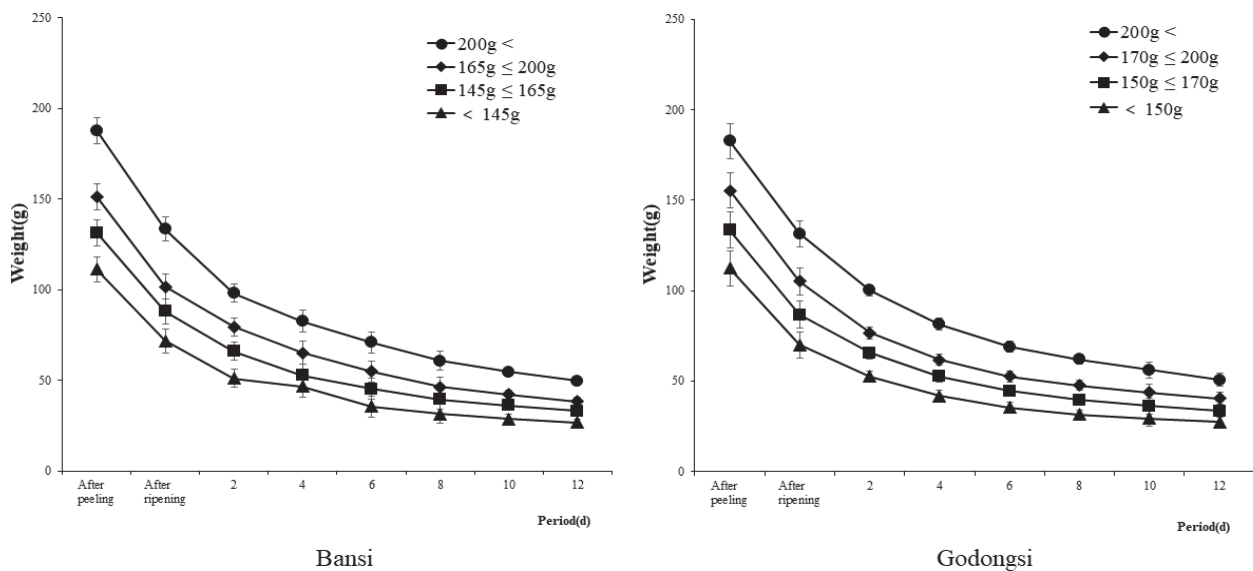 250
200
150
100
50
0
Weight(g)
200g <
165g ≤ 200g
145g ≤ 165g
< 145g
After
peeling
After
ripening
2
4
6
8
10
12
Period(d)
Bansi
250
200
150
100
50
0
Weight(g)
200g <
170g ≤ 200g
150g ≤ 170g
< 150g
After
peeling
After
ripening
2
4
6
8
10
12
Period(d)
Godongsi